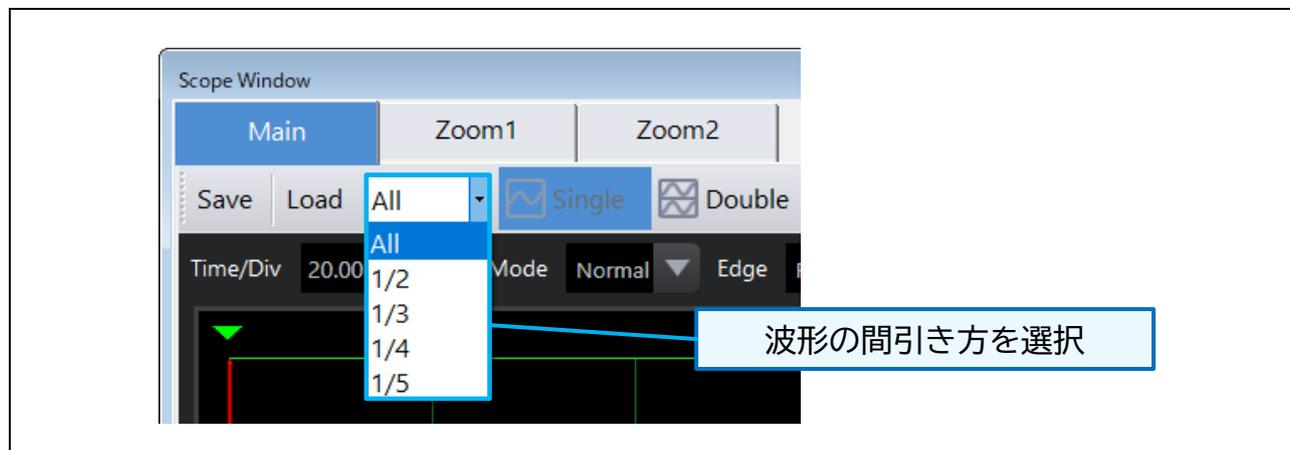 Scope Window
Main Zoom1 Zoom2
Save Load All Single Double
All
Time/Div 20.00 Mode Normal Edge
1/2
1/3
1/4
1/5
波形の間引き方を選択